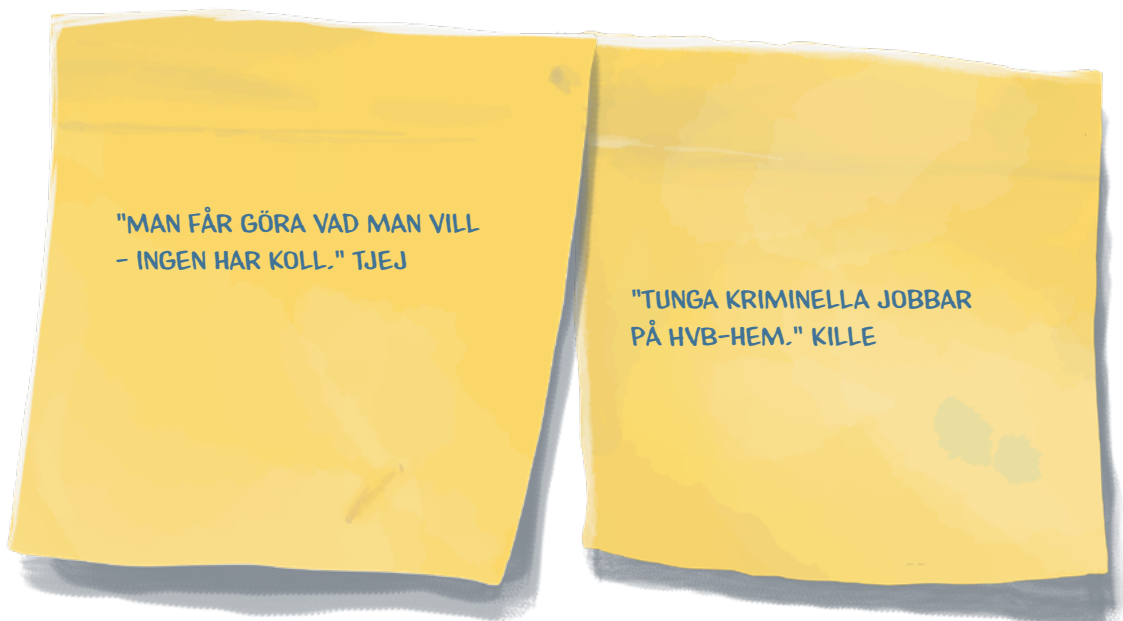 "MAN FÅR GÖRA VAD MAN VILL
- INGEN HAR KOLL." TJEJ
"TUNGA KRIMINELLA JOBBAR
PÅ HVB-HEM." KILLE